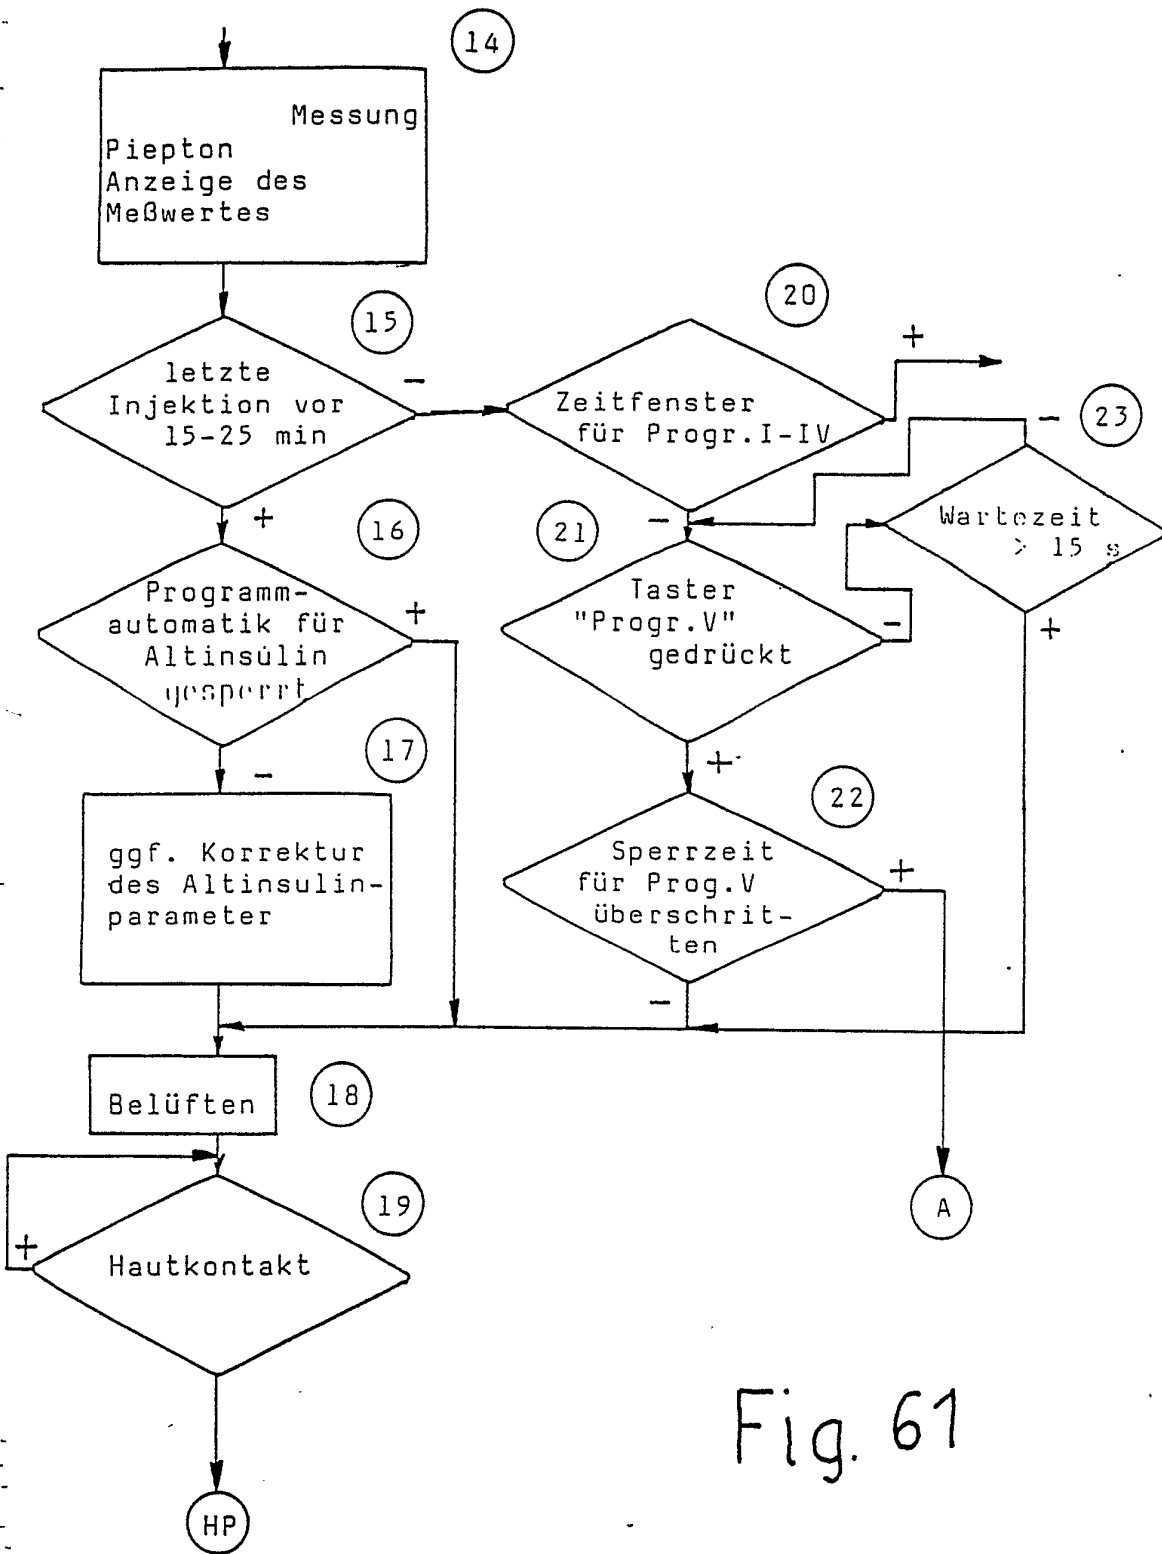 14
Messung
Piepton
Anzeige des
Meßwertes
15
letzte
Injektion vor
15-25 min
-
+
20
Zeitfenster
für Progr.I-IV
+
-
23
Wartezeit
> 15 s
-
+
16
Programm-
automatik für
Altinsulin
gesperrt
+
-
21
Taster
"Progr.V"
gedrückt
-
+
17
ggf. Korrektur
des Altinsulin-
parameter
22
Sperrzeit
für Prog.V
überschrit-
ten
+
-
18
Belüften
19
Hautkontakt
+
A
HP
Fig. 61